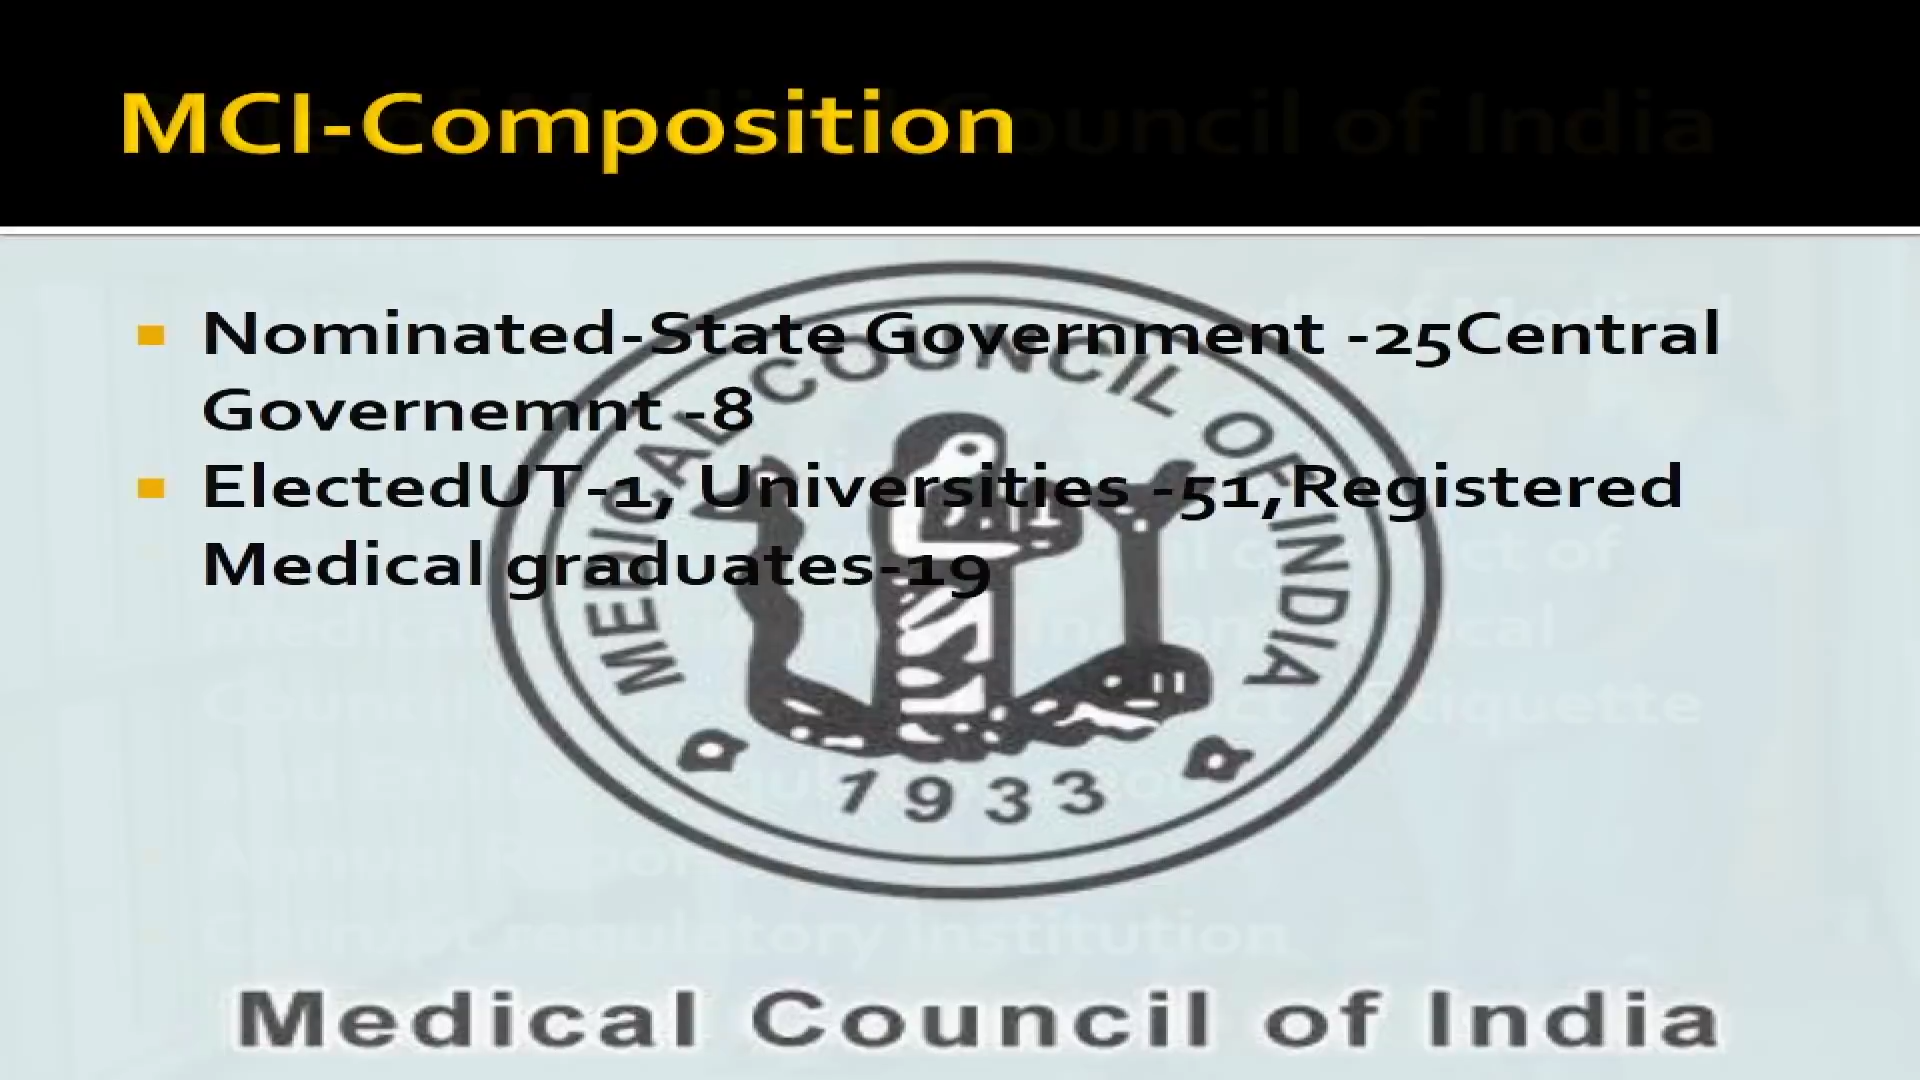 MCI-Composition
Nominated-State Government -25Central
Governemnt -8
ElectedUT-1, Universities -51,Registered
Medical graduates-19
MEDICAL COUNCIL OF INDIA
1933
Medical Council of India